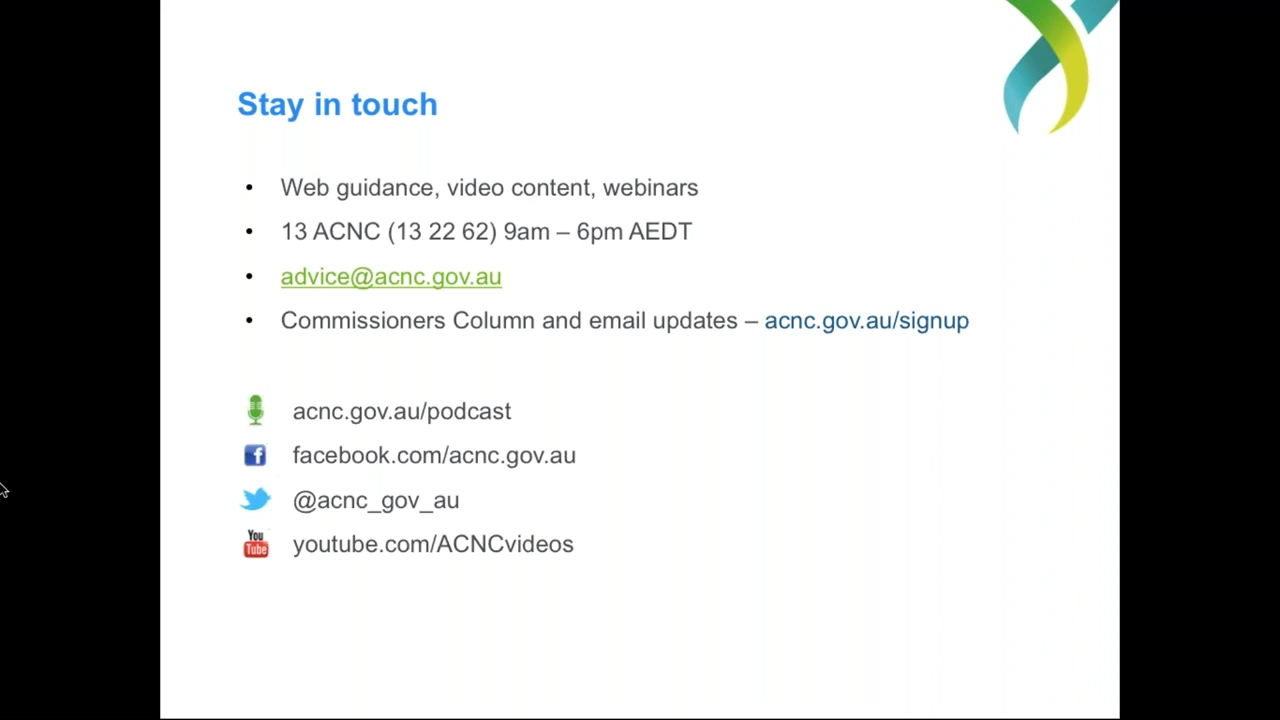 Stay in touch
• Web guidance, video content, webinars
• 13 ACNC (13 22 62) 9am – 6pm AEDT
• advice@acnc.gov.au
• Commissioners Column and email updates – acnc.gov.au/signup
acnc.gov.au/podcast
f facebook.com/acnc.gov.au
@acnc_gov_au
You
Tube youtube.com/ACNCvideos